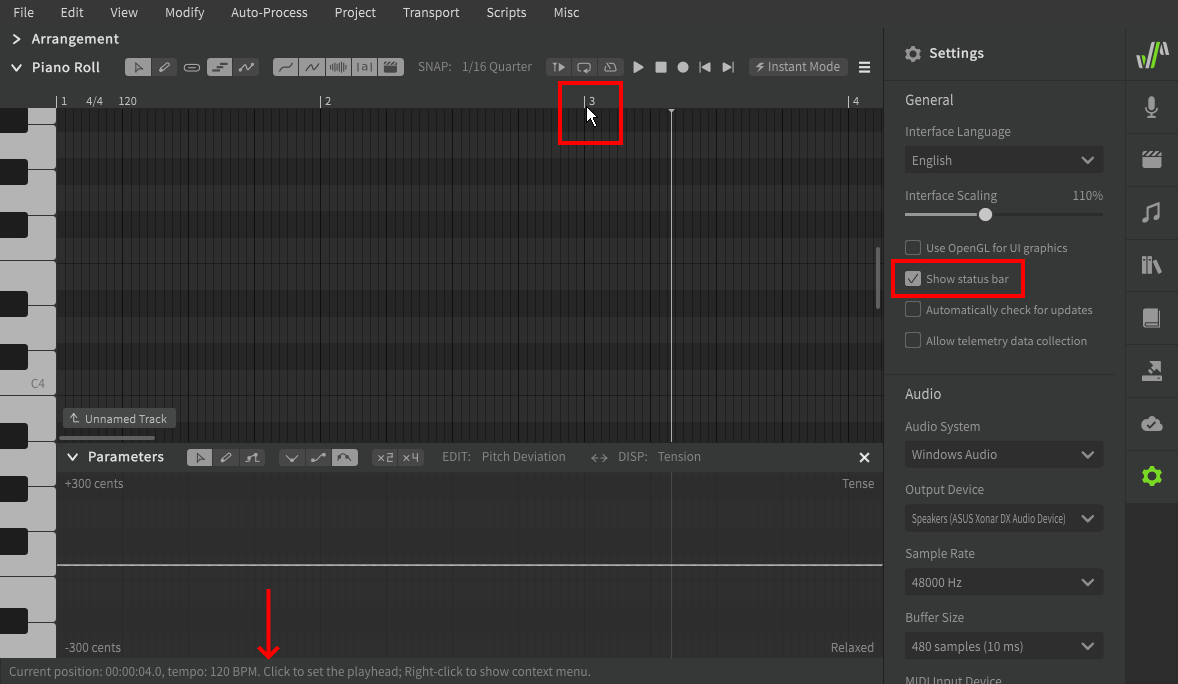 File Edit View Modify Auto-Process Project Transport Scripts Misc
Arrangement
Piano Roll SNAP: 1/16 Quarter Instant Mode
1 4/4 120 2 3 4
C4
Unnamed Track
Parameters ×2 ×4 EDIT: Pitch Deviation DISP: Tension
+300 cents Tense
-300 cents Relaxed
Current position: 00:00:04.0, tempo: 120 BPM. Click to set the playhead; Right-click to show context menu.
Settings
General
Interface Language
English
Interface Scaling 110%
Use OpenGL for UI graphics
Show status bar
Automatically check for updates
Allow telemetry data collection
Audio
Audio System
Windows Audio
Output Device
Speakers (ASUS Xonar DX Audio Device)
Sample Rate
48000 Hz
Buffer Size
480 samples (10 ms)
MIDI Input Device